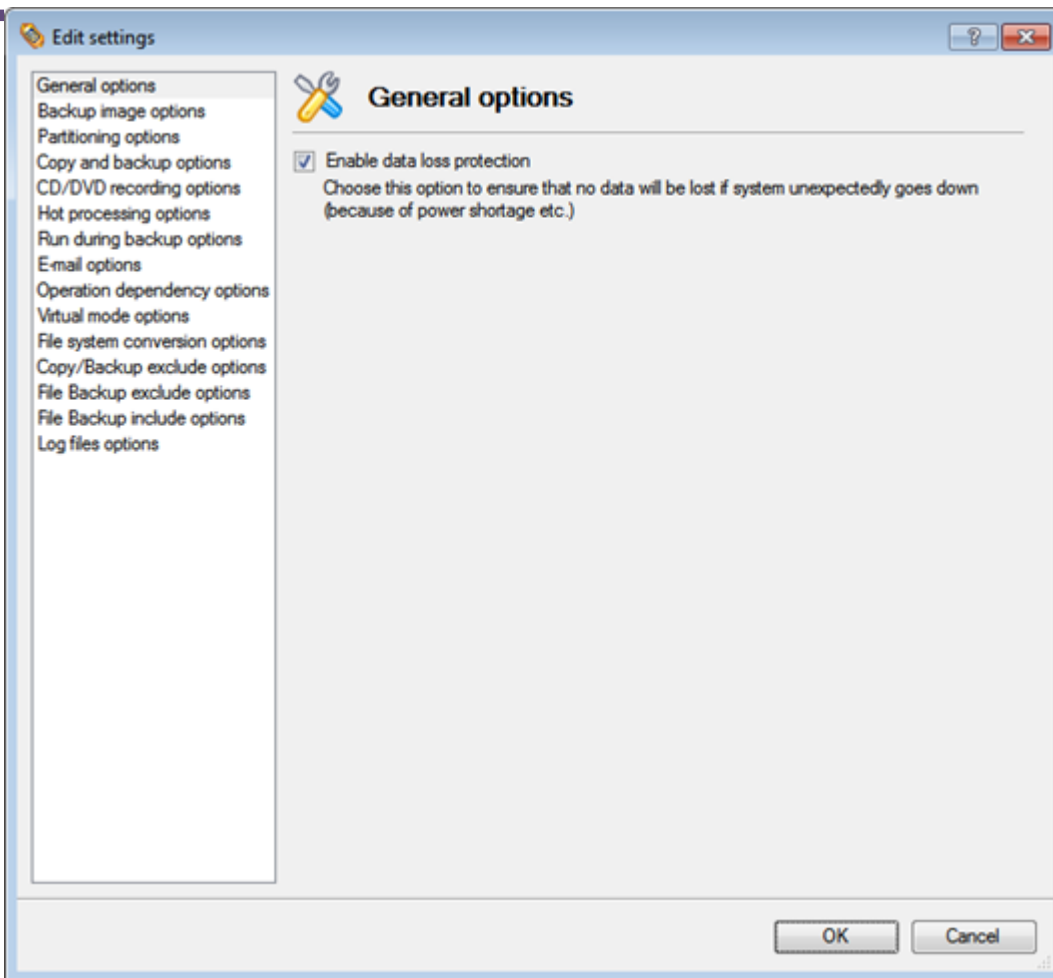 Edit settings
General options
Backup image options
Partitioning options
Copy and backup options
CD/DVD recording options
Hot processing options
Run during backup options
E-mail options
Operation dependency options
Virtual mode options
File system conversion options
Copy/Backup exclude options
File Backup exclude options
File Backup include options
Log files options
General options
Enable data loss protection
Choose this option to ensure that no data will be lost if system unexpectedly goes down
(because of power shortage etc.)
OK
Cancel